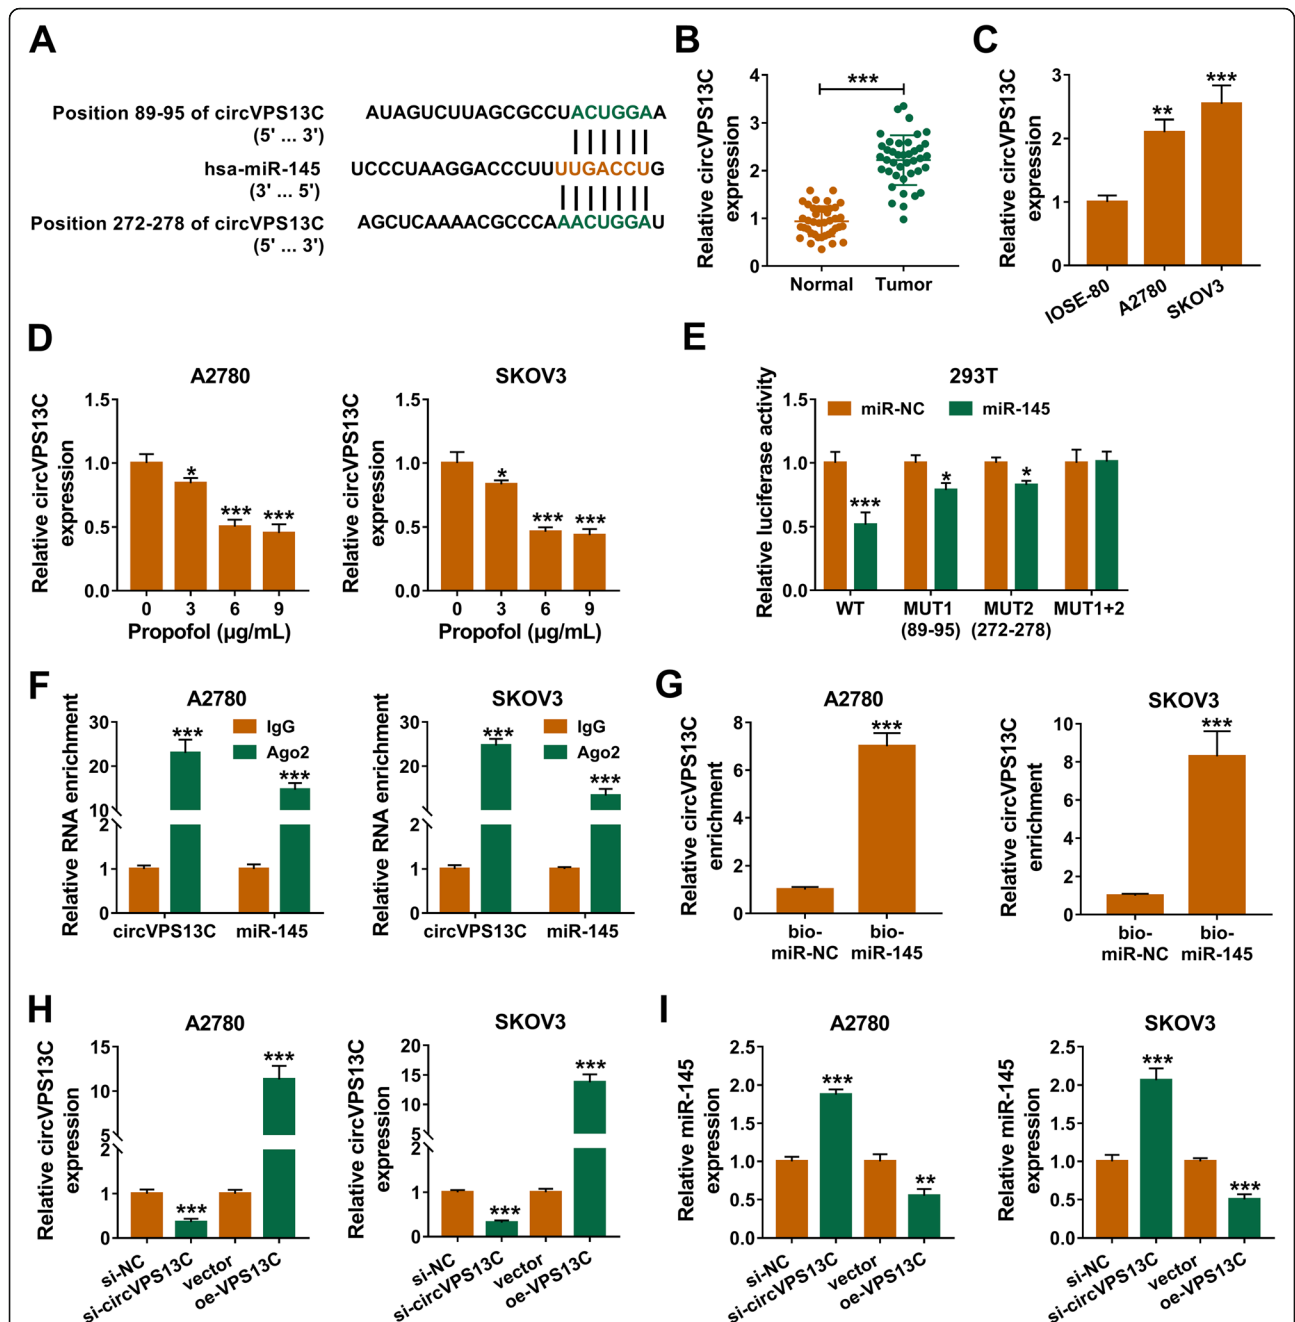 A
Position 89-95 of circVPS13C
(5' ... 3')
hsa-miR-145
(3' ... 5')
Position 272-278 of circVPS13C
(5' ... 3')
AUAGUCUUAGCGCCUACUGGAA
UCCCUAAGGACCCUUUUGACCUG
AGCUCAAAACGCCCAAACUGGAU
B
Relative circVPS13C
expression
4
3
2
1
0
***
Normal
Tumor
C
Relative circVPS13C
expression
3
2
1
0
**
***
IOSE-80
A2780
SKOV3
D
A2780
Relative circVPS13C
expression
1.5
1.0
0.5
0.0
*
***
***
0 3 6 9
Propofol (μg/mL)
SKOV3
Relative circVPS13C
expression
1.5
1.0
0.5
0.0
*
***
***
0 3 6 9
Propofol (μg/mL)
E
293T
miR-NC
miR-145
Relative luciferase activity
1.5
1.0
0.5
0.0
***
*
*
WT
MUT1
(89-95)
MUT2
(272-278)
MUT1+2
F
A2780
IgG
Ago2
Relative RNA enrichment
30
20
10
2
1
0
***
***
circVPS13C
miR-145
SKOV3
IgG
Ago2
Relative RNA enrichment
30
20
10
2
1
0
***
***
circVPS13C
miR-145
G
A2780
Relative circVPS13C
enrichment
8
6
4
2
0
***
bio-
miR-NC
bio-
miR-145
SKOV3
Relative circVPS13C
enrichment
10
8
6
4
2
0
***
bio-
miR-NC
bio-
miR-145
H
A2780
Relative circVPS13C
expression
15
10
5
2
1
0
***
***
si-NC
si-circVPS13C
vector
oe-VPS13C
SKOV3
Relative circVPS13C
expression
20
15
10
5
2
1
0
***
***
si-NC
si-circVPS13C
vector
oe-VPS13C
I
A2780
Relative miR-145
expression
2.5
2.0
1.5
1.0
0.5
0.0
***
**
si-NC
si-circVPS13C
vector
oe-VPS13C
SKOV3
Relative miR-145
expression
2.5
2.0
1.5
1.0
0.5
0.0
***
***
si-NC
si-circVPS13C
vector
oe-VPS13C